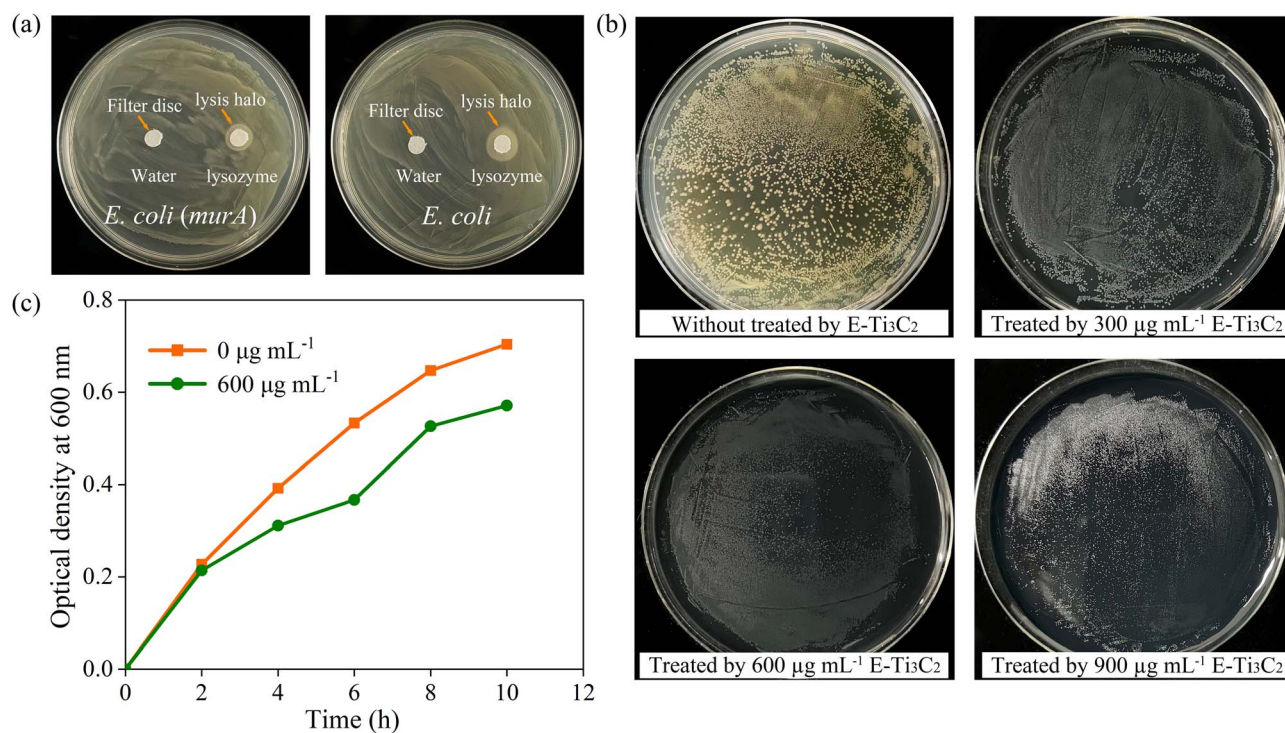 (a)
Filter disc
lysis halo
Water
lysozyme
E. coli (murA)
Filter disc
lysis halo
Water
lysozyme
E. coli
(b)
Without treated by E-Ti₃C₂
Treated by 300 µg mL⁻¹ E-Ti₃C₂
Treated by 600 µg mL⁻¹ E-Ti₃C₂
Treated by 900 µg mL⁻¹ E-Ti₃C₂
(c)
0.8
0.6
0.4
0.2
0.0
Optical density at 600 nm
0 µg mL⁻¹
600 µg mL⁻¹
0 2 4 6 8 10 12
Time (h)